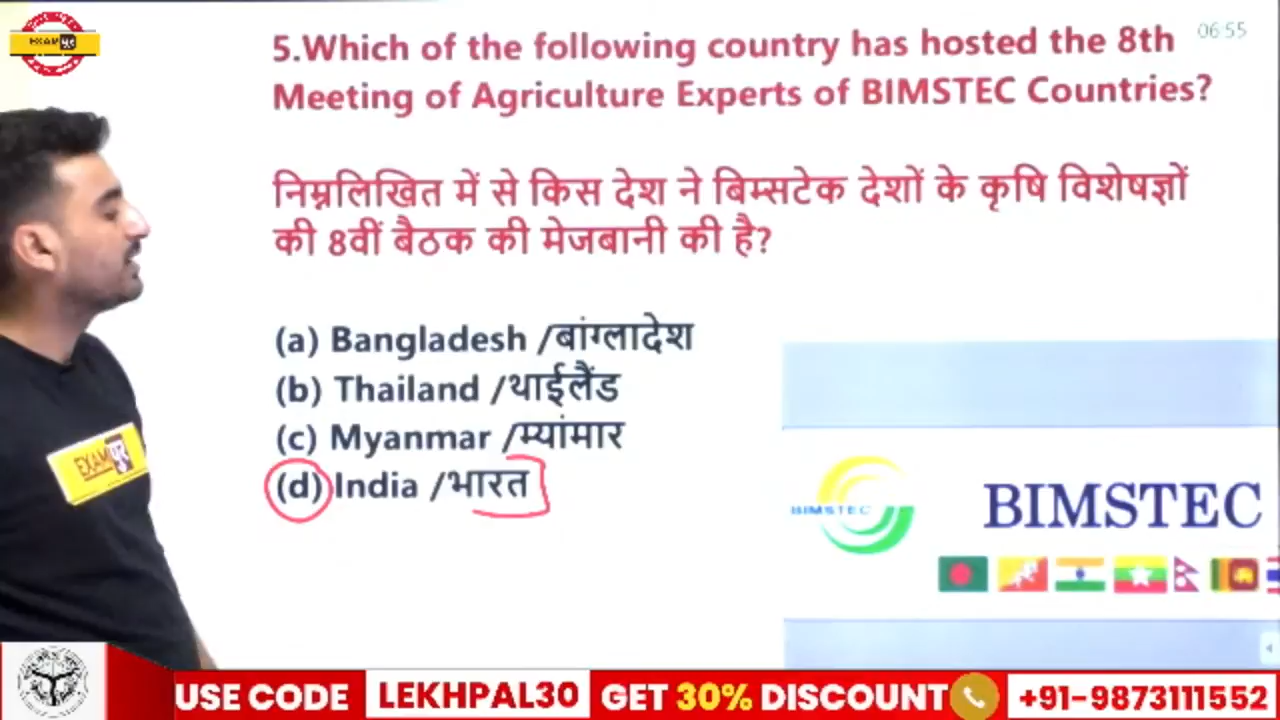 EXAM पुर
06:55
5.Which of the following country has hosted the 8th
Meeting of Agriculture Experts of BIMSTEC Countries?
निम्नलिखित में से किस देश ने बिम्सटेक देशों के कृषि विशेषज्ञों
की 8वीं बैठक की मेजबानी की है?
(a) Bangladesh /बांग्लादेश
(b) Thailand /थाईलैंड
(c) Myanmar /म्यांमार
(d) India /भारत
EXAM पुर
BIMSTEC
BIMSTEC
USE CODE LEKHPAL30 GET 30% DISCOUNT +91-9873111552